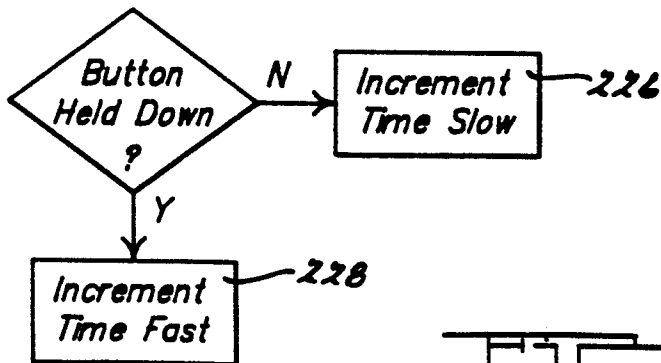 Button
Held Down
?
N
Increment
Time Slow
226
Y
Increment
Time Fast
228